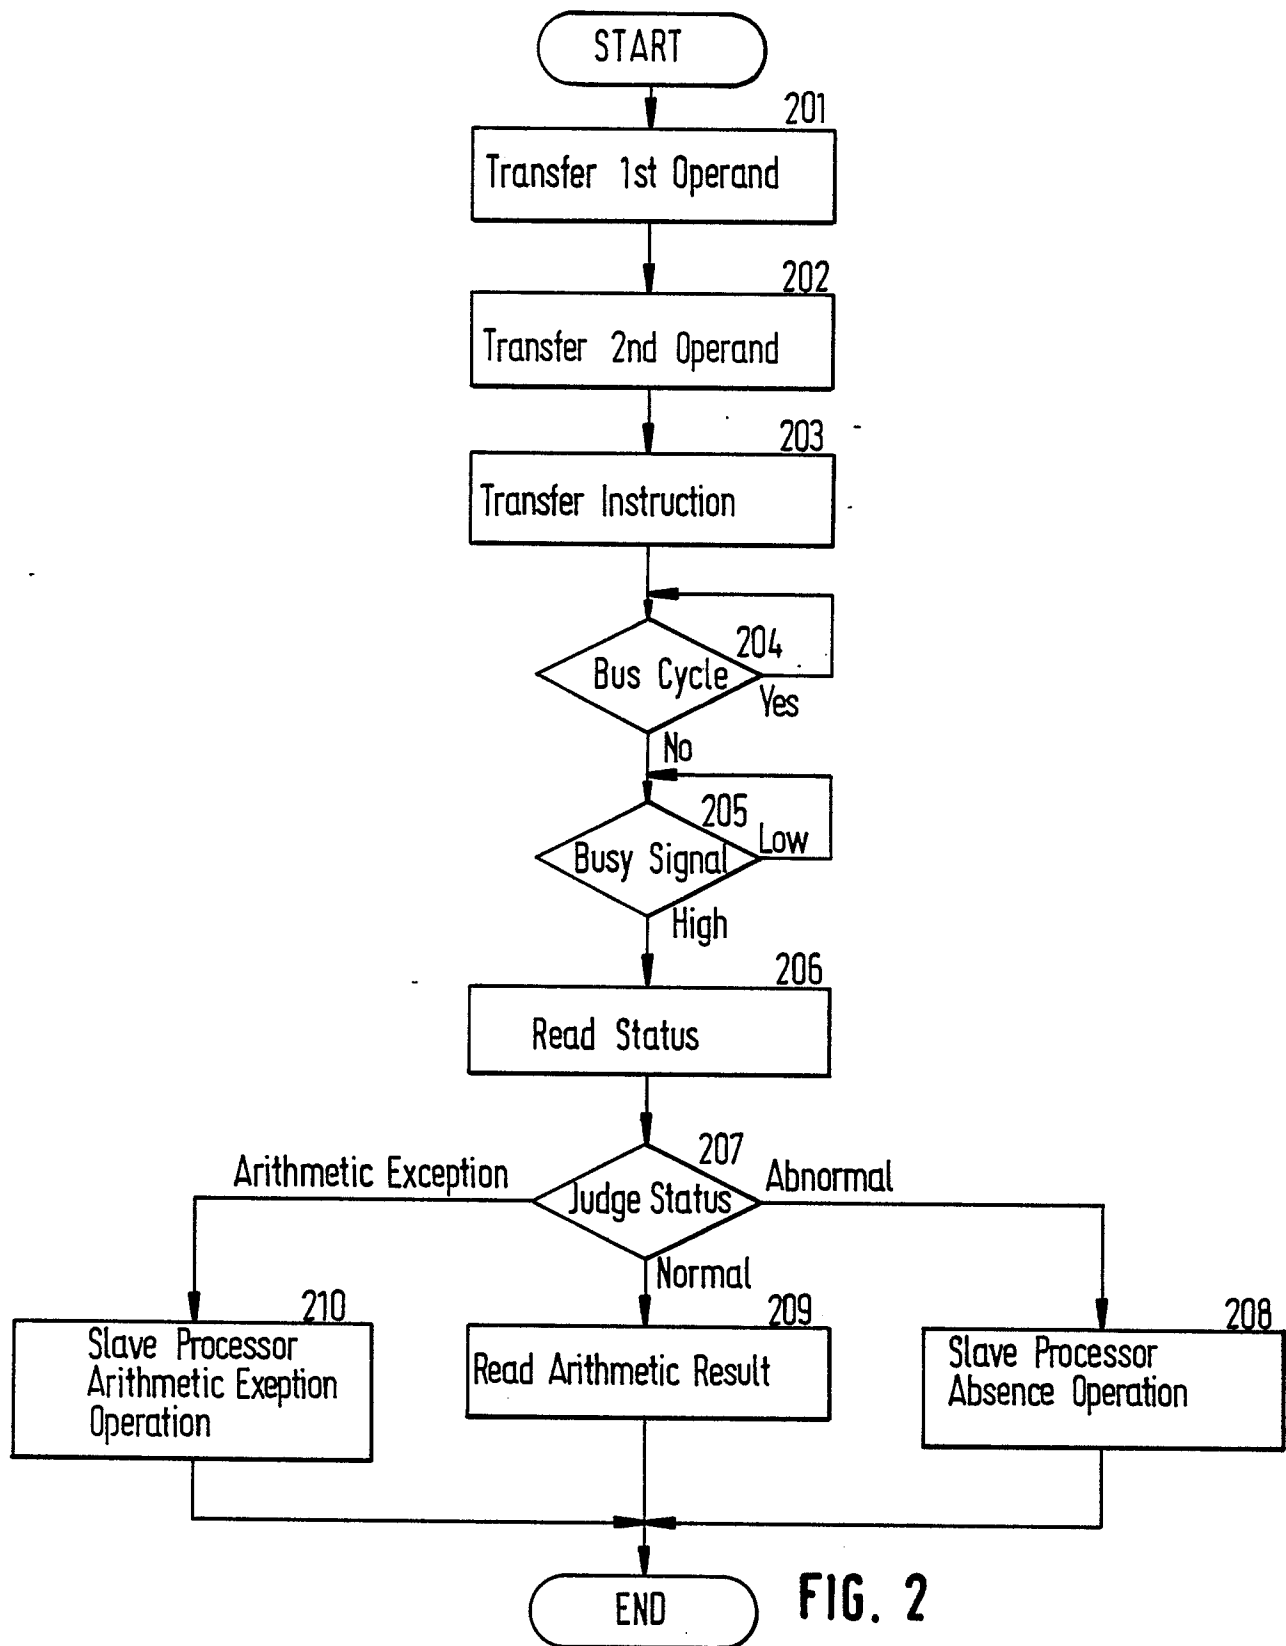 START
201
Transfer 1st Operand
202
Transfer 2nd Operand
203
Transfer Instruction
204
Bus Cycle
Yes
No
205
Busy Signal
Low
High
206
Read Status
207
Judge Status
Arithmetic Exception
Abnormal
Normal
210
Slave Processor
Arithmetic Exeption
Operation
209
Read Arithmetic Result
208
Slave Processor
Absence Operation
END
FIG. 2